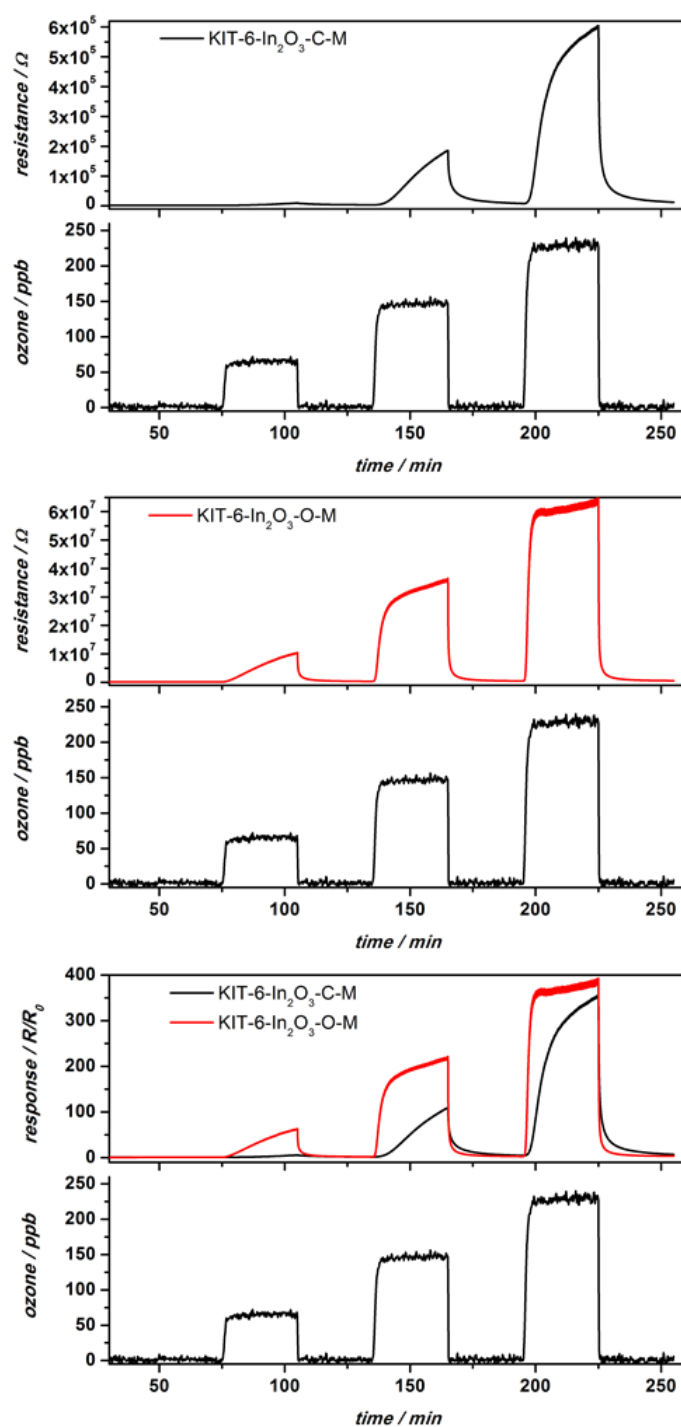 6x10⁵
5x10⁵
4x10⁵
3x10⁵
2x10⁵
1x10⁵
0
resistance / Ω
KIT-6-In₂O₃-C-M
250
200
150
100
50
0
ozone / ppb
50 100 150 200 250
time / min
6x10⁷
5x10⁷
4x10⁷
3x10⁷
2x10⁷
1x10⁷
0
resistance / Ω
KIT-6-In₂O₃-O-M
250
200
150
100
50
0
ozone / ppb
50 100 150 200 250
time / min
400
300
200
100
0
response / R/R₀
KIT-6-In₂O₃-C-M
KIT-6-In₂O₃-O-M
250
200
150
100
50
0
ozone / ppb
50 100 150 200 250
time / min